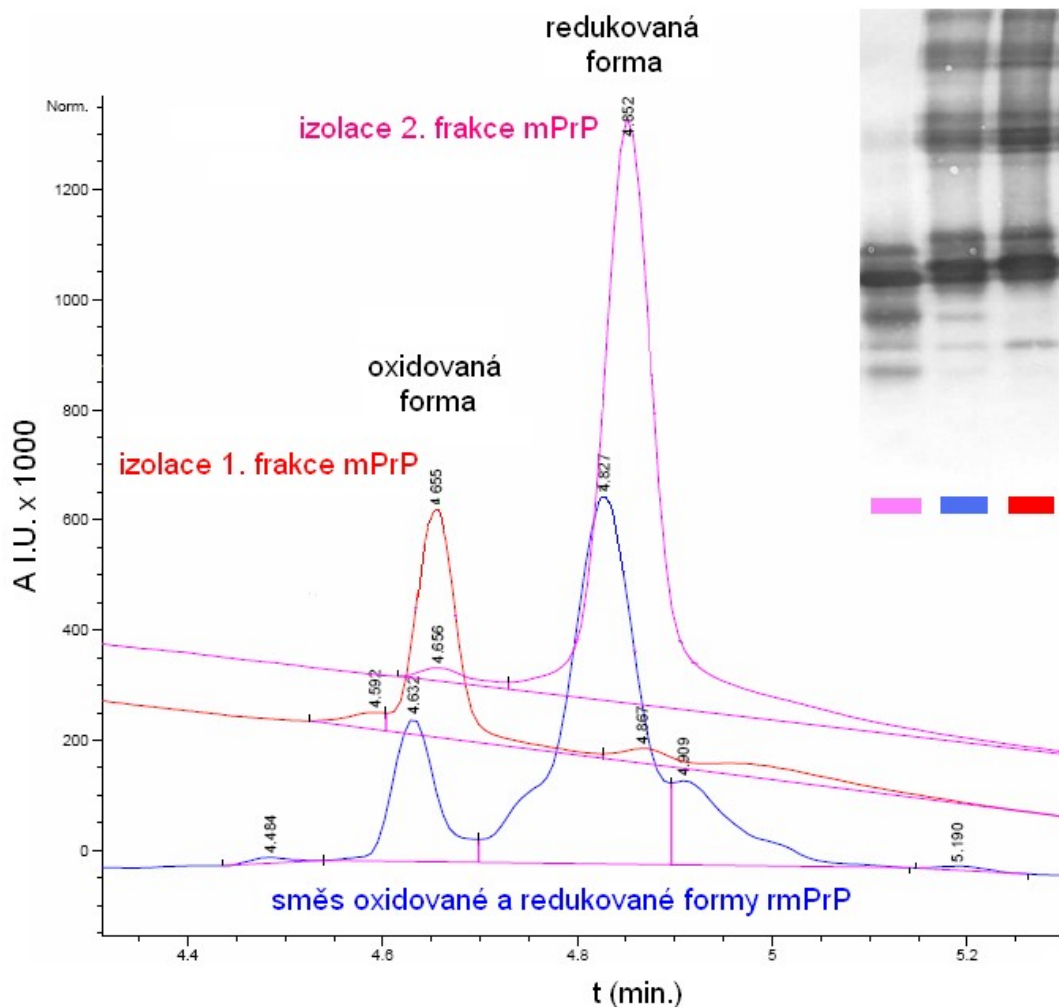 redukovaná
forma
Norm.
izolace 2. frakce mPrP
4.852
1200
1000
oxidovaná
forma
800
izolace 1. frakce mPrP
4.655
4.827
600
A I.U. x 1000
400
4.656
4.592
4.632
4.867
4.909
200
4.484
5.190
0
směs oxidované a redukované formy rmPrP
4.4
4.6
4.8
5
5.2
t (min.)